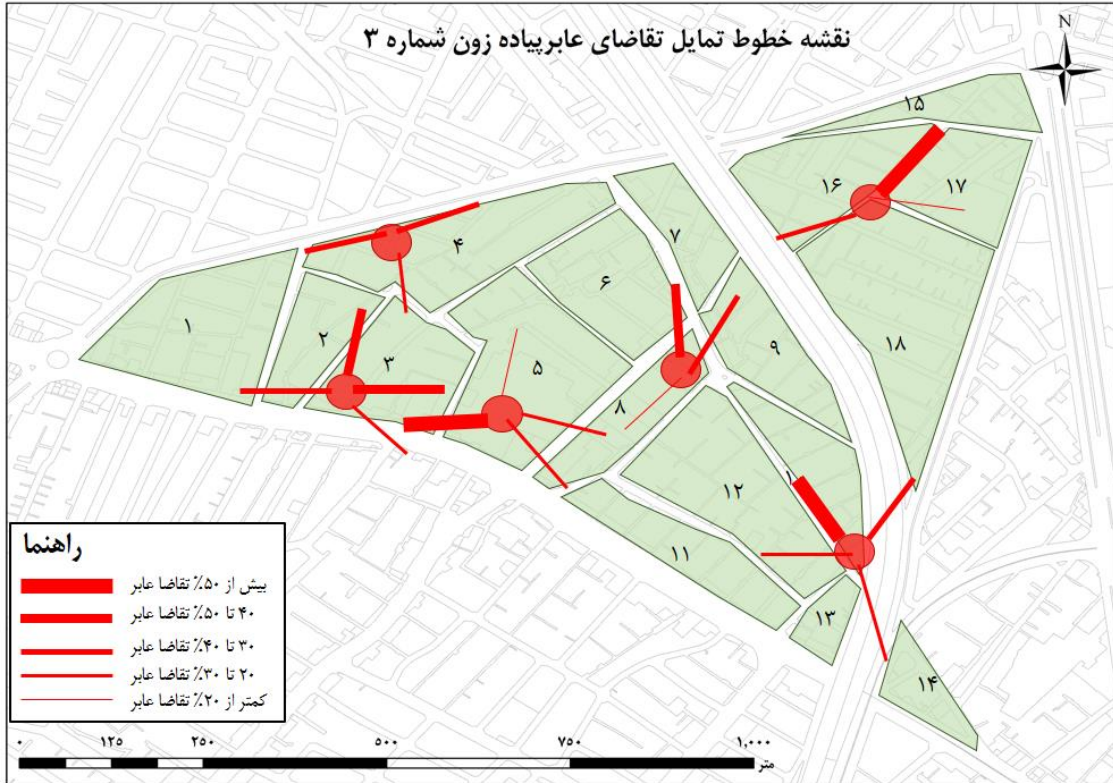 نقشه خطوط تمایل تقاضای عابرپیاده زون شماره ۳
N
۱۵
۱۶
۱۷
۴
۷
۶
۱
۲
۳
۵
۹
۱۸
۸
۱۲
۱
۱۱
۱۳
۱۴
راهنما
بیش از ۵۰٪ تقاضا عابر
۴۰ تا ۵۰٪ تقاضا عابر
۳۰ تا ۴۰٪ تقاضا عابر
۲۰ تا ۳۰٪ تقاضا عابر
کمتر از ۲۰٪ تقاضا عابر
۰ ۱۲۵ ۲۵۰ ۵۰۰ ۷۵۰ ۱,۰۰۰
متر